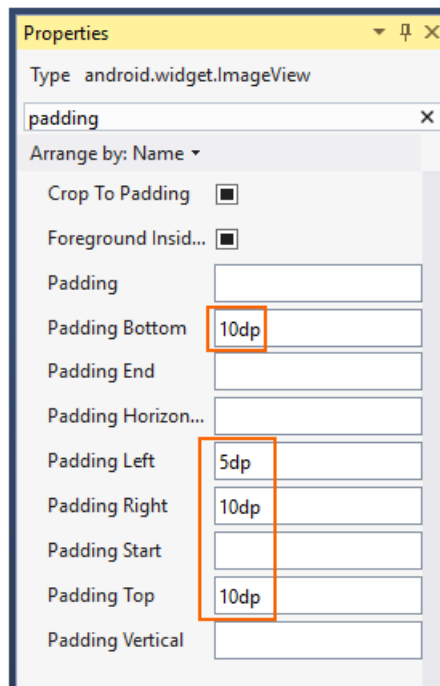 Properties
Type android.widget.ImageView
padding
Arrange by: Name
Crop To Padding
Foreground Insid...
Padding
Padding Bottom 10dp
Padding End
Padding Horizon...
Padding Left 5dp
Padding Right 10dp
Padding Start
Padding Top 10dp
Padding Vertical